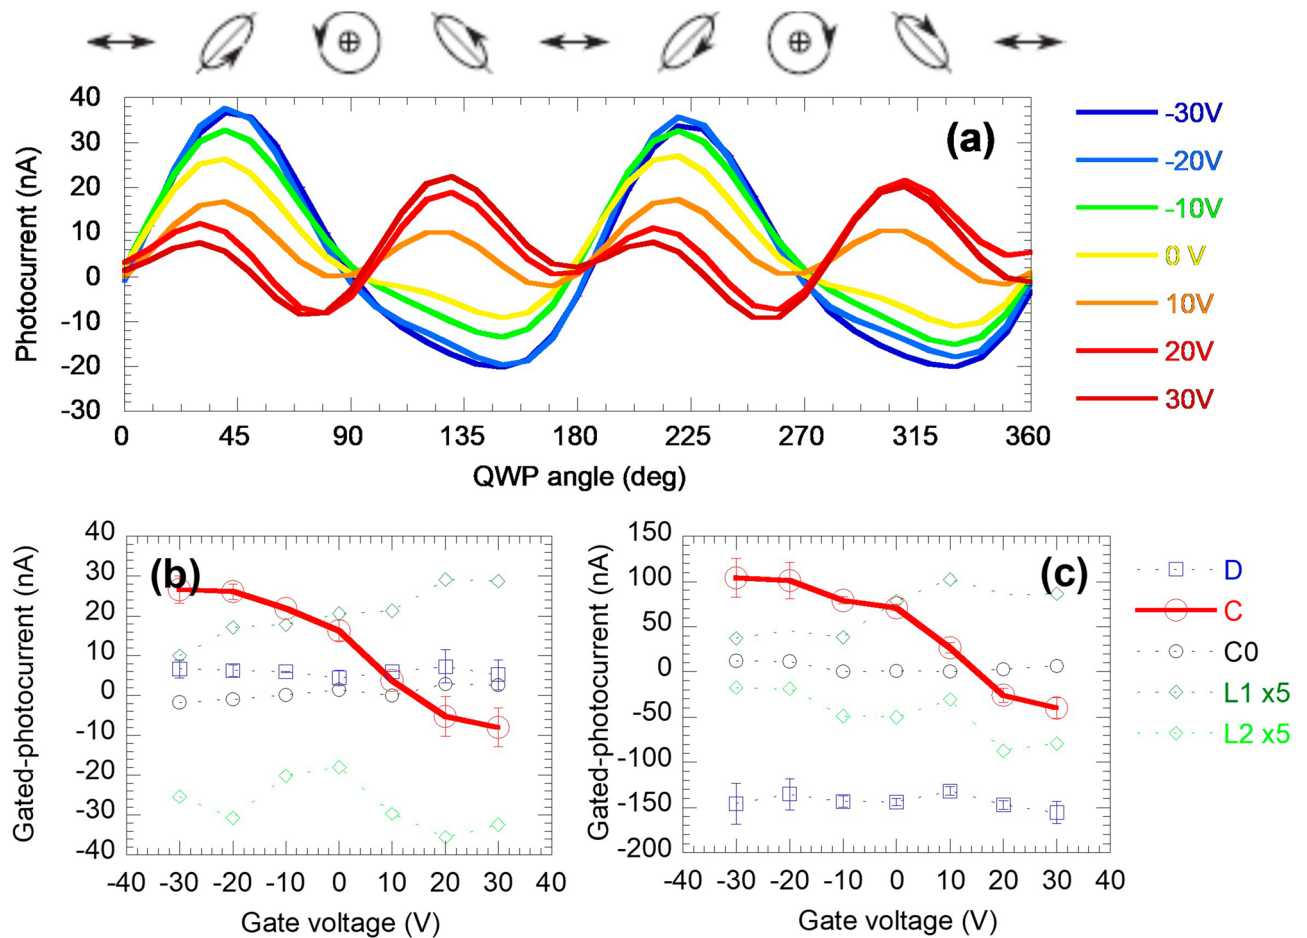 40
30
20
10
0
-10
-20
-30
Photocurrent (nA)
(a)
0 45 90 135 180 225 270 315 360
QWP angle (deg)
-30V
-20V
-10V
0 V
10V
20V
30V
40
30
20
10
0
-10
-20
-30
-40
Gated-photocurrent (nA)
(b)
-40 -30 -20 -10 0 10 20 30 40
Gate voltage (V)
150
100
50
0
-50
-100
-150
-200
Gated-photocurrent (nA)
(c)
-40 -30 -20 -10 0 10 20 30 40
Gate voltage (V)
D
C
C0
L1 x5
L2 x5